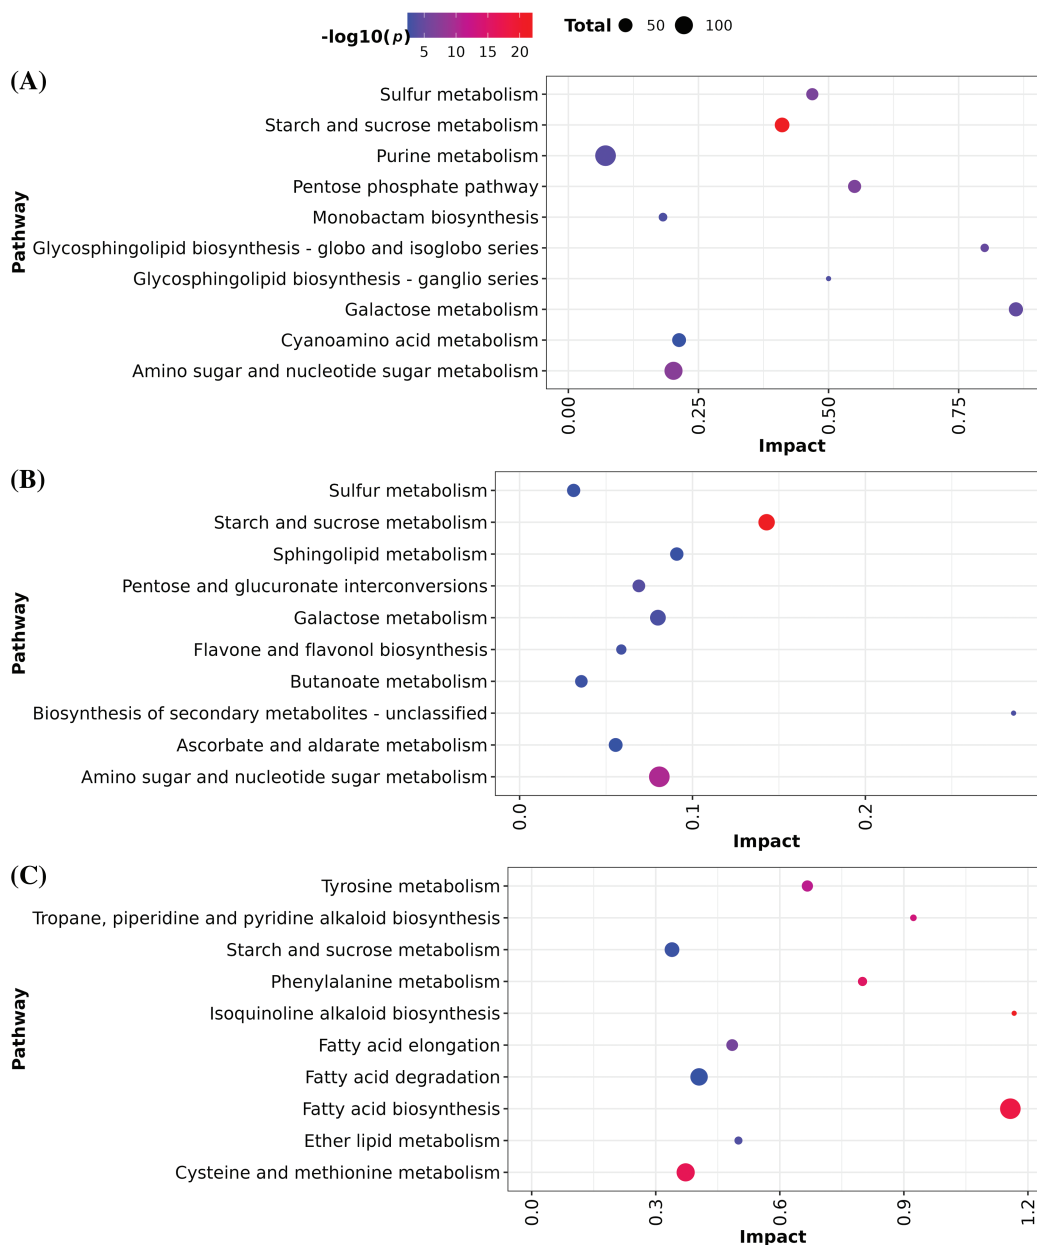 -log10(p)
5 10 15 20
Total 50 100
(A)
Pathway
Sulfur metabolism
Starch and sucrose metabolism
Purine metabolism
Pentose phosphate pathway
Monobactam biosynthesis
Glycosphingolipid biosynthesis - globo and isoglobo series
Glycosphingolipid biosynthesis - ganglio series
Galactose metabolism
Cyanoamino acid metabolism
Amino sugar and nucleotide sugar metabolism
0.00 0.25 0.50 0.75
Impact
(B)
Pathway
Sulfur metabolism
Starch and sucrose metabolism
Sphingolipid metabolism
Pentose and glucuronate interconversions
Galactose metabolism
Flavone and flavonol biosynthesis
Butanoate metabolism
Biosynthesis of secondary metabolites - unclassified
Ascorbate and aldarate metabolism
Amino sugar and nucleotide sugar metabolism
0.0 0.1 0.2
Impact
(C)
Pathway
Tyrosine metabolism
Tropane, piperidine and pyridine alkaloid biosynthesis
Starch and sucrose metabolism
Phenylalanine metabolism
Isoquinoline alkaloid biosynthesis
Fatty acid elongation
Fatty acid degradation
Fatty acid biosynthesis
Ether lipid metabolism
Cysteine and methionine metabolism
0.0 0.3 0.6 0.9 1.2
Impact